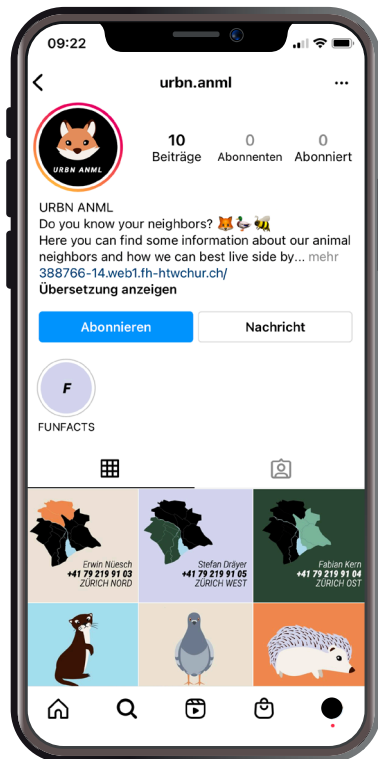 09:22
urbn.anml
URBN ANML
10 0 0
Beiträge Abonnenten Abonniert
URBN ANML
Do you know your neighbors? 🦊🦆🐝
Here you can find some information about our animal
neighbors and how we can best live side by... mehr
388766-14.web1.fh-htwchur.ch/
Übersetzung anzeigen
Abonnieren Nachricht
F
FUNFACTS
Erwin Nüesch
+41 79 219 91 03
ZÜRICH NORD
Stefan Dräyer
+41 79 219 91 05
ZÜRICH WEST
Fabian Kern
+41 79 219 91 04
ZÜRICH OST